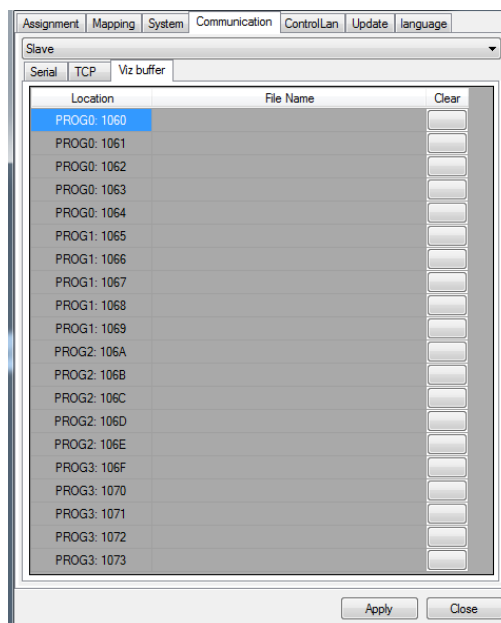 Assignment Mapping System Communication ControlLan Update language
Slave
Serial TCP Viz buffer
Location File Name Clear
PROG0: 1060
PROG0: 1061
PROG0: 1062
PROG0: 1063
PROG0: 1064
PROG1: 1065
PROG1: 1066
PROG1: 1067
PROG1: 1068
PROG1: 1069
PROG2: 106A
PROG2: 106B
PROG2: 106C
PROG2: 106D
PROG2: 106E
PROG3: 106F
PROG3: 1070
PROG3: 1071
PROG3: 1072
PROG3: 1073
Apply Close